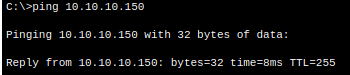 C:\>ping 10.10.10.150
Pinging 10.10.10.150 with 32 bytes of data:
Reply from 10.10.10.150: bytes=32 time=8ms TTL=255